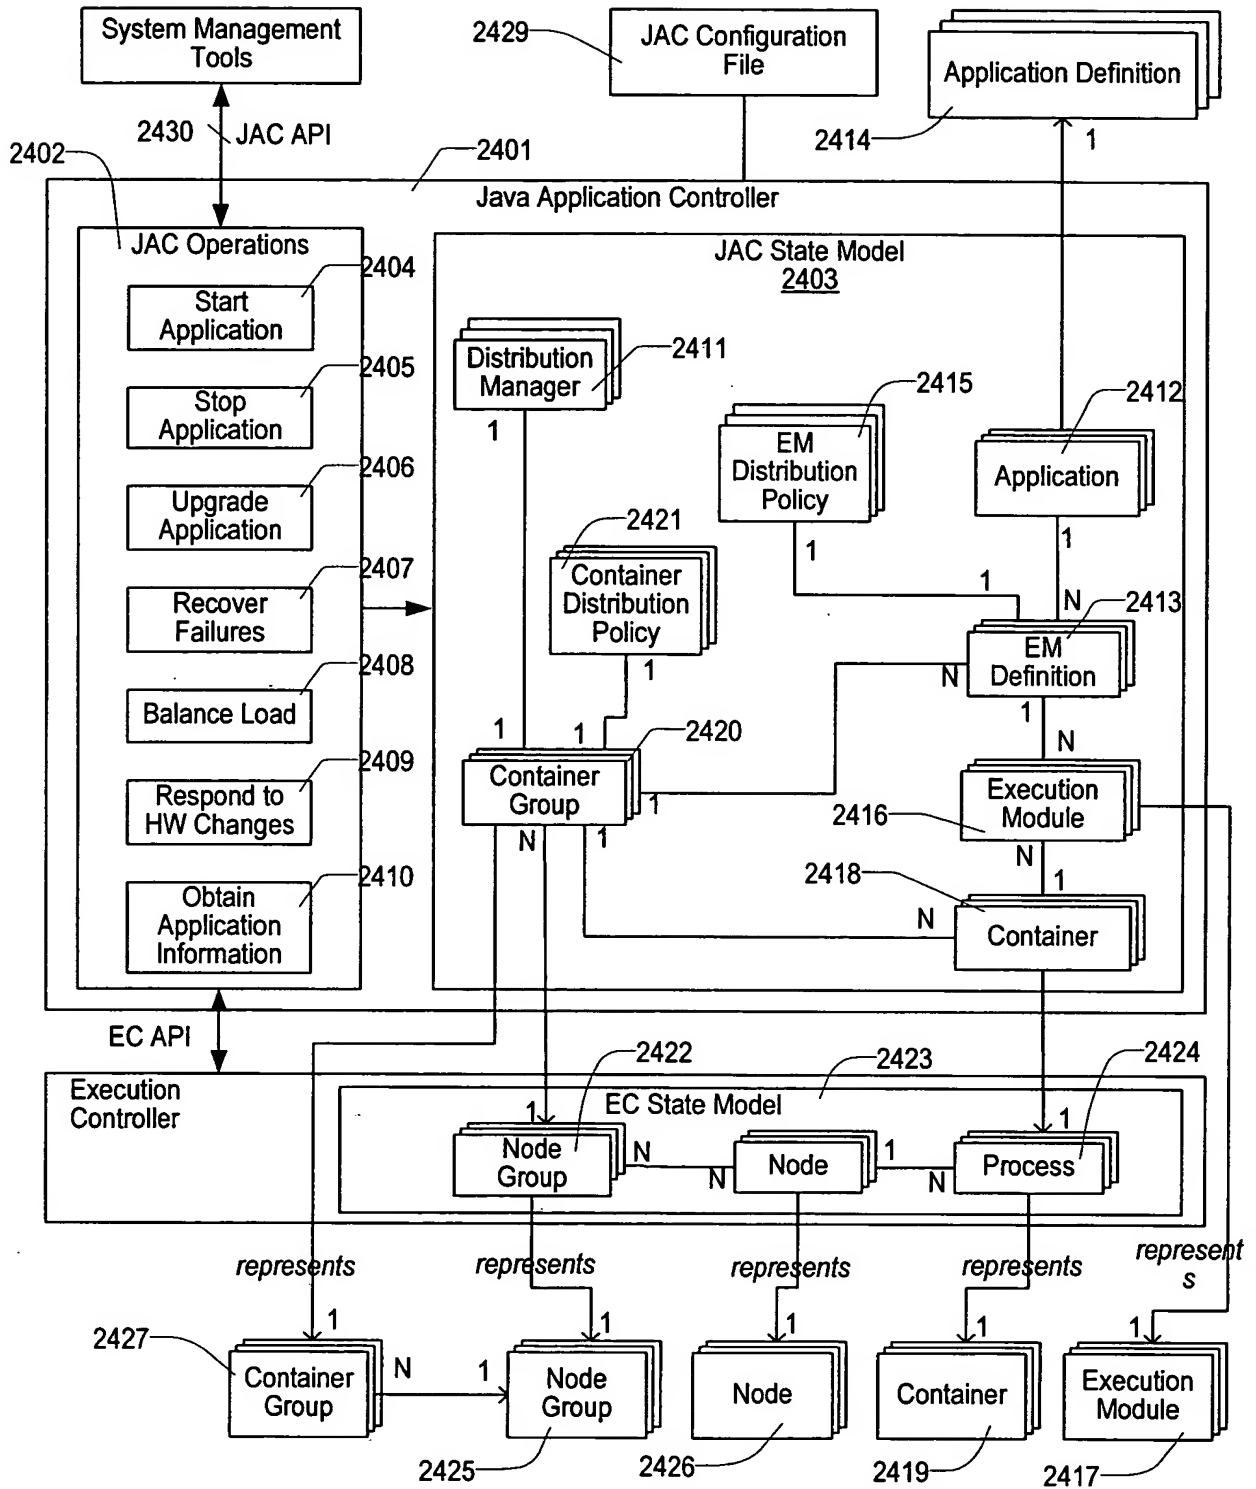 System Management
Tools
2429
JAC Configuration
File
Application Definition
2414
1
2430
JAC API
2402
2401
Java Application Controller
JAC Operations
2404
Start
Application
2405
Stop
Application
2406
Upgrade
Application
2407
Recover
Failures
2408
Balance Load
2409
Respond to
HW Changes
2410
Obtain
Application
Information
JAC State Model
2403
Distribution
Manager
2411
1
2415
EM
Distribution
Policy
1
2412
Application
1
2421
Container
Distribution
Policy
1
1
N
2413
EM
Definition
N
1
1
1
2420
Container
Group
1
N
1
N
Execution
Module
2416
N
1
2418
N
Container
EC API
Execution
Controller
2422
2423
2424
EC State Model
1
Node
Group
N
N
Node
1
N
1
Process
represents
represents
represents
represents
represent
s
2427
1
Container
Group
N
1
1
Node
Group
2425
1
Node
2426
1
Container
2419
1
Execution
Module
2417